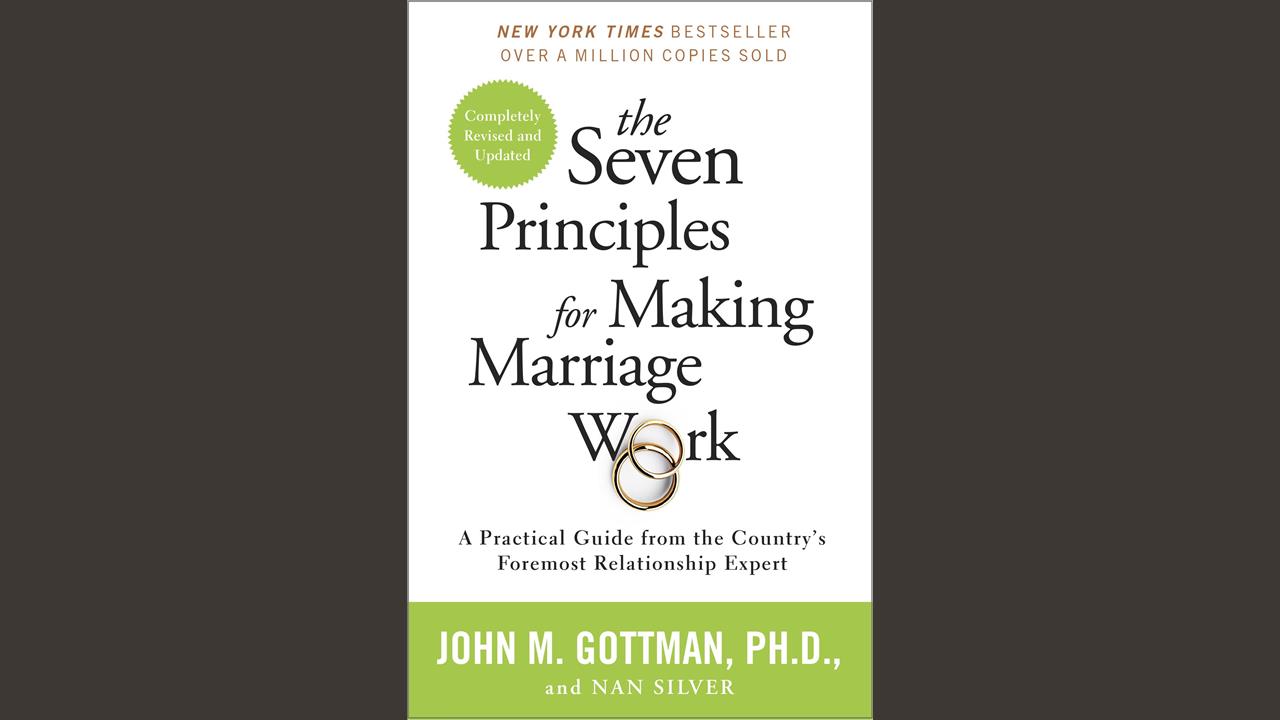 NEW YORK TIMES BESTSELLER
OVER A MILLION COPIES SOLD
Completely
Revised and
Updated
the
Seven
Principles
for Making
Marriage
Work
A Practical Guide from the Country’s
Foremost Relationship Expert
JOHN M. GOTTMAN, PH.D.,
and NAN SILVER